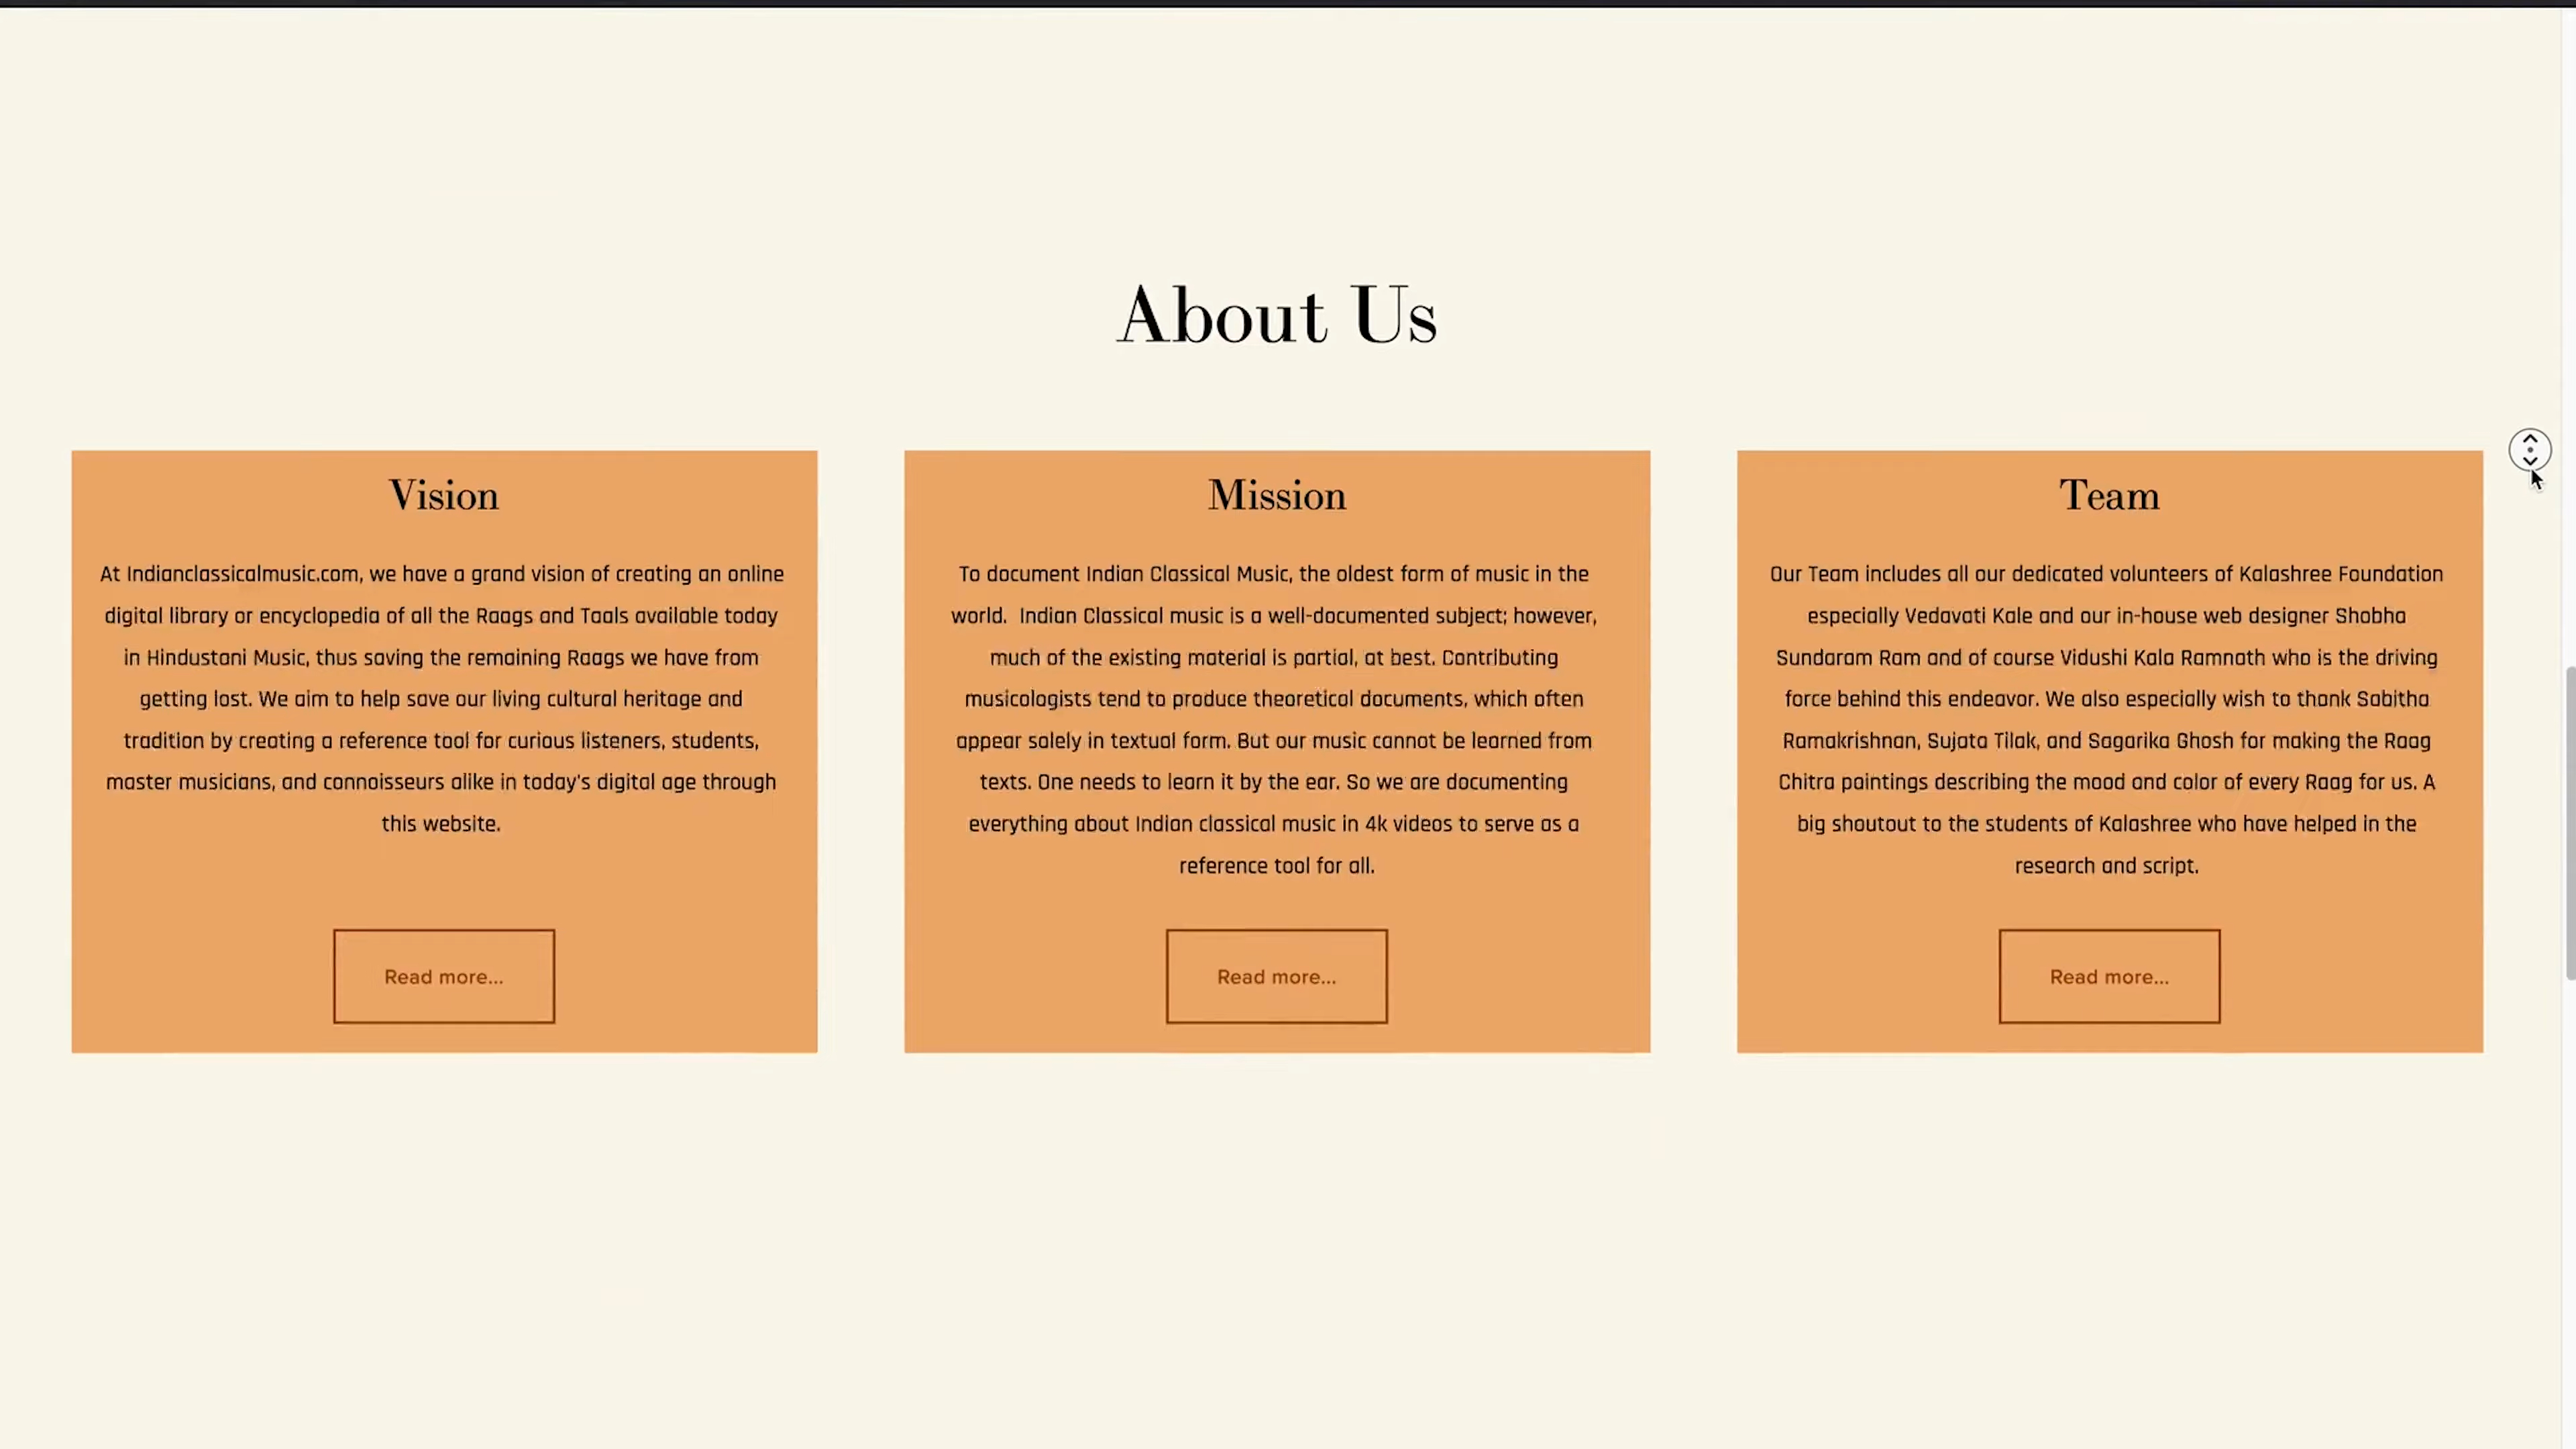 About Us
Vision
At Indianclassicalmusic.com, we have a grand vision of creating an online
digital library or encyclopedia of all the Raags and Taals available today
in Hindustani Music, thus saving the remaining Raags we have from
getting lost. We aim to help save our living cultural heritage and
tradition by creating a reference tool for curious listeners, students,
master musicians, and connoisseurs alike in today's digital age through
this website.
Read more...
Mission
To document Indian Classical Music, the oldest form of music in the
world.  Indian Classical music is a well-documented subject; however,
much of the existing material is partial, at best. Contributing
musicologists tend to produce theoretical documents, which often
appear solely in textual form. But our music cannot be learned from
texts. One needs to learn it by the ear. So we are documenting
everything about Indian classical music in 4k videos to serve as a
reference tool for all.
Read more...
Team
Our Team includes all our dedicated volunteers of Kalashree Foundation
especially Vedavati Kale and our in-house web designer Shobha
Sundaram Ram and of course Vidushi Kala Ramnath who is the driving
force behind this endeavor. We also especially wish to thank Sabitha
Ramakrishnan, Sujata Tilak, and Sagarika Ghosh for making the Raag
Chitra paintings describing the mood and color of every Raag for us. A
big shoutout to the students of Kalashree who have helped in the
research and script.
Read more...